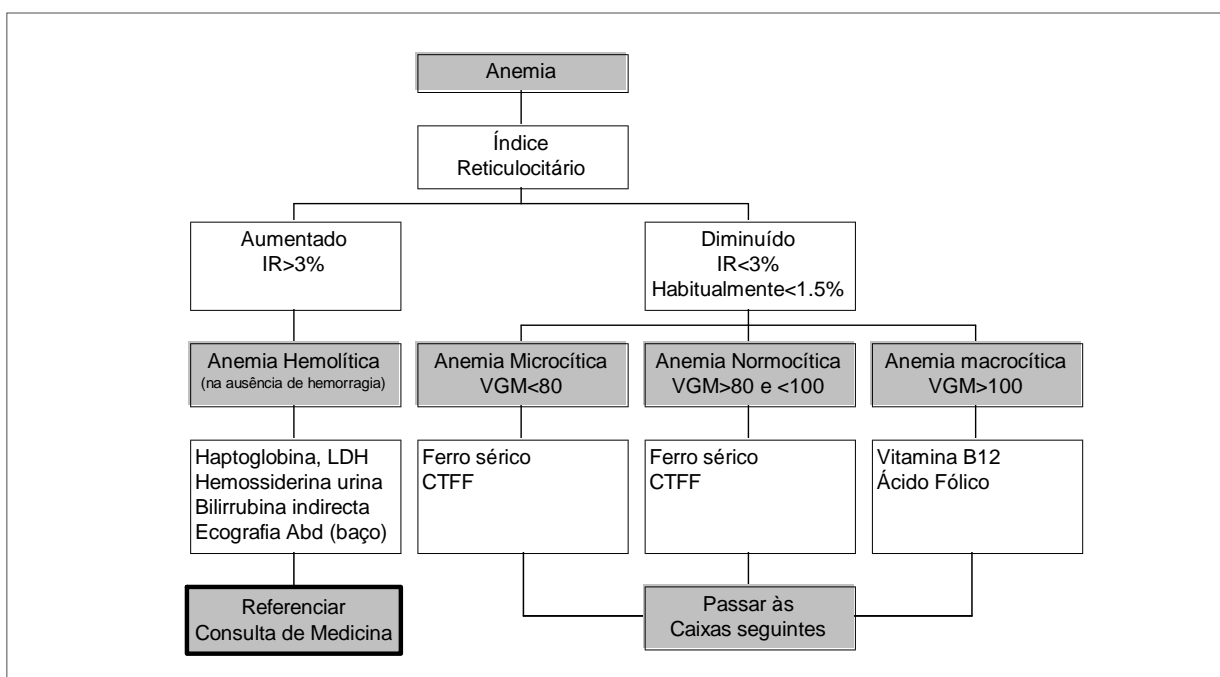 Anemia
Índice
Reticulocitário
Aumentado
IR>3%
Diminuído
IR<3%
Habitualmente<1.5%
Anemia Hemolítica
(na ausência de hemorragia)
Anemia Microcítica
VGM<80
Anemia Normocítica
VGM>80 e <100
Anemia macrocítica
VGM>100
Haptoglobina, LDH
Hemossiderina urina
Bilirrubina indirecta
Ecografia Abd (baço)
Ferro sérico
CTFF
Ferro sérico
CTFF
Vitamina B12
Ácido Fólico
Referenciar
Consulta de Medicina
Passar às
Caixas seguintes